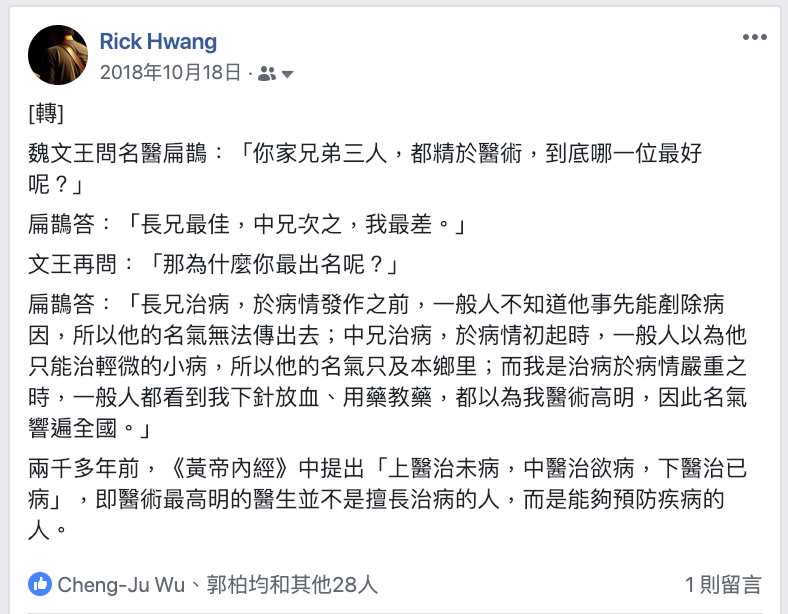 Rick Hwang
2018年10月18日 ·
[轉]
魏文王問名醫扁鵲：「你家兄弟三人，都精於醫術，到底哪一位最好
呢？」
扁鵲答：「長兄最佳，中兄次之，我最差。」
文王再問：「那為什麼你最出名呢？」
扁鵲答：「長兄治病，於病情發作之前，一般人不知道他事先能剷除病
因，所以他的名氣無法傳出去；中兄治病，於病情初起時，一般人以為他
只能治輕微的小病，所以他的名氣只及本鄉里；而我是治病於病情嚴重之
時，一般人都看到我下針放血、用藥教藥，都以為我醫術高明，因此名氣
響遍全國。」
兩千多年前，《黃帝內經》中提出「上醫治未病，中醫治欲病，下醫治已
病」，即醫術最高明的醫生並不是擅長治病的人，而是能夠預防疾病的
人。
Cheng-Ju Wu、郭柏均和其他28人
1 則留言